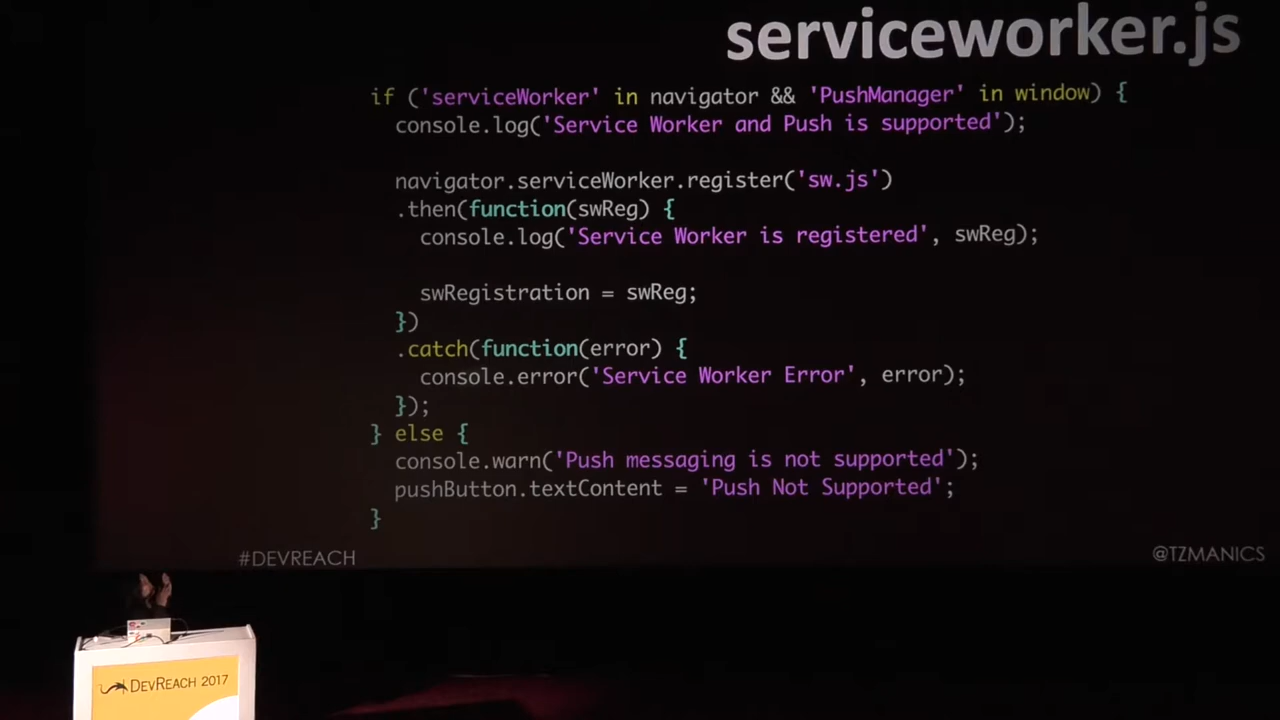 serviceworker.js
if ('serviceWorker' in navigator && 'PushManager' in window) {
console.log('Service Worker and Push is supported');
navigator.serviceWorker.register('sw.js')
.then(function(swReg) {
console.log('Service Worker is registered', swReg);
swRegistration = swReg;
})
.catch(function(error) {
console.error('Service Worker Error', error);
});
} else {
console.warn('Push messaging is not supported');
pushButton.textContent = 'Push Not Supported';
}
#DEVREACH
@TZMANICS
DEVREACH 2017